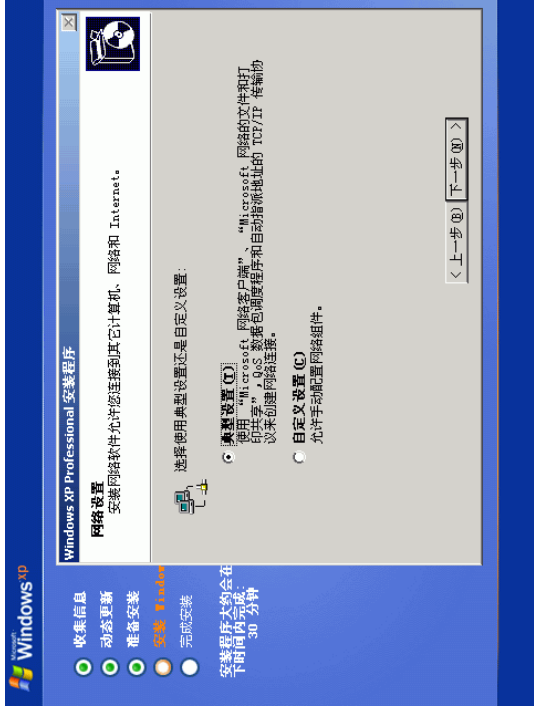 Microsoft
Windows xp
收集信息
动态更新
准备安装
安装 Window
完成安装
安装程序大约会在
下时间内完成:
30 分钟
Windows XP Professional 安装程序
网络设置
安装网络软件允许您连接到其它计算机、网络和 Internet。
选择使用典型设置还是自定义设置:
典型设置(T)
使用 “Microsoft 网络客户端”、“Microsoft 网络的文件和打
印共享”,QoS 数据包调度程序和自动指派地址的 TCP/IP 传输协
议来创建网络连接。
自定义设置(C)
允许手动配置网络组件。
< 上一步(B)
下一步(N) >